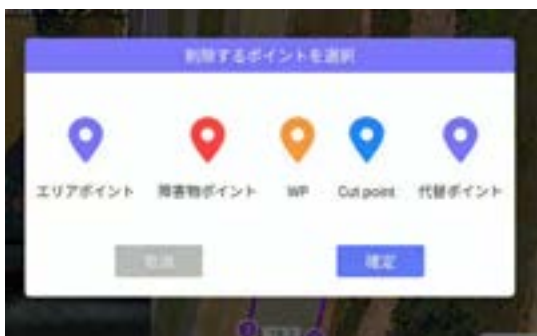 削除するポイントを選択
エリアポイント
障害物ポイント
WP
Cut point
代替ポイント
取消
確定